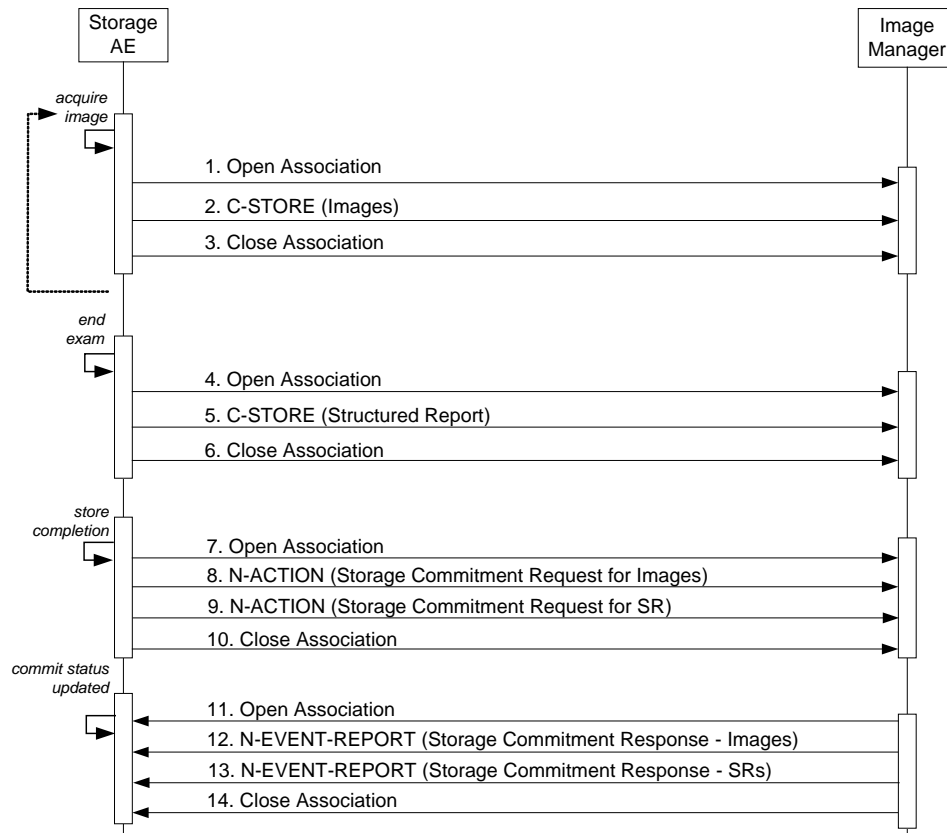 Storage
AE
Image
Manager
acquire
image
1. Open Association
2. C-STORE (Images)
3. Close Association
end
exam
4. Open Association
5. C-STORE (Structured Report)
6. Close Association
store
completion
7. Open Association
8. N-ACTION (Storage Commitment Request for Images)
9. N-ACTION (Storage Commitment Request for SR)
10. Close Association
commit status
updated
11. Open Association
12. N-EVENT-REPORT (Storage Commitment Response - Images)
13. N-EVENT-REPORT (Storage Commitment Response - SRs)
14. Close Association